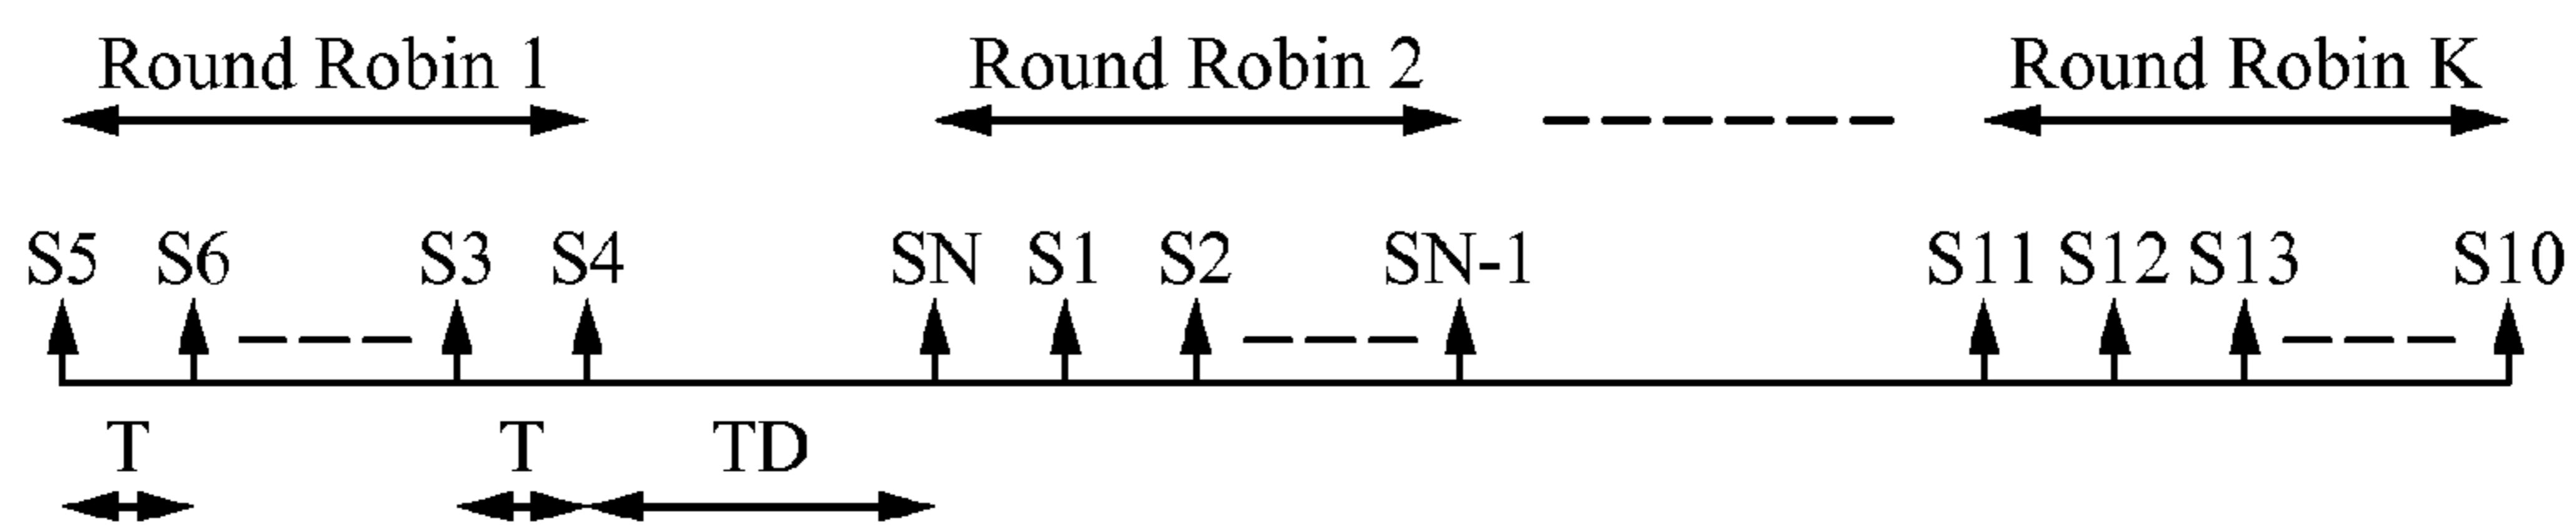 Round Robin 1 Round Robin 2 Round Robin K
S5 S6 S3 S4 SN S1 S2 SN-1 S11 S12 S13 S10
T T TD